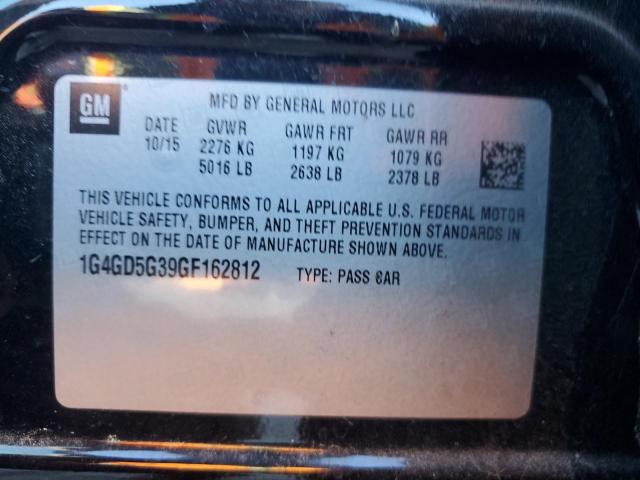 GM
MFD BY GENERAL MOTORS LLC
DATE GVWR GAWR FRT GAWR RR
10/15 2276 KG 1197 KG 1079 KG
5016 LB 2638 LB 2378 LB
THIS VEHICLE CONFORMS TO ALL APPLICABLE U.S. FEDERAL MOTOR
VEHICLE SAFETY, BUMPER, AND THEFT PREVENTION STANDARDS IN
EFFECT ON THE DATE OF MANUFACTURE SHOWN ABOVE.
1G4GD5G39GF162812 TYPE: PASS CAR